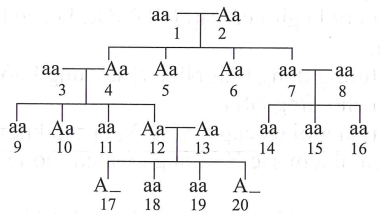 aa Aa
1 2
aa Aa Aa Aa aa aa
3 4 5 6 7 8
aa Aa aa Aa Aa aa aa aa
9 10 11 12 13 14 15 16
A_ aa aa A_
17 18 19 20